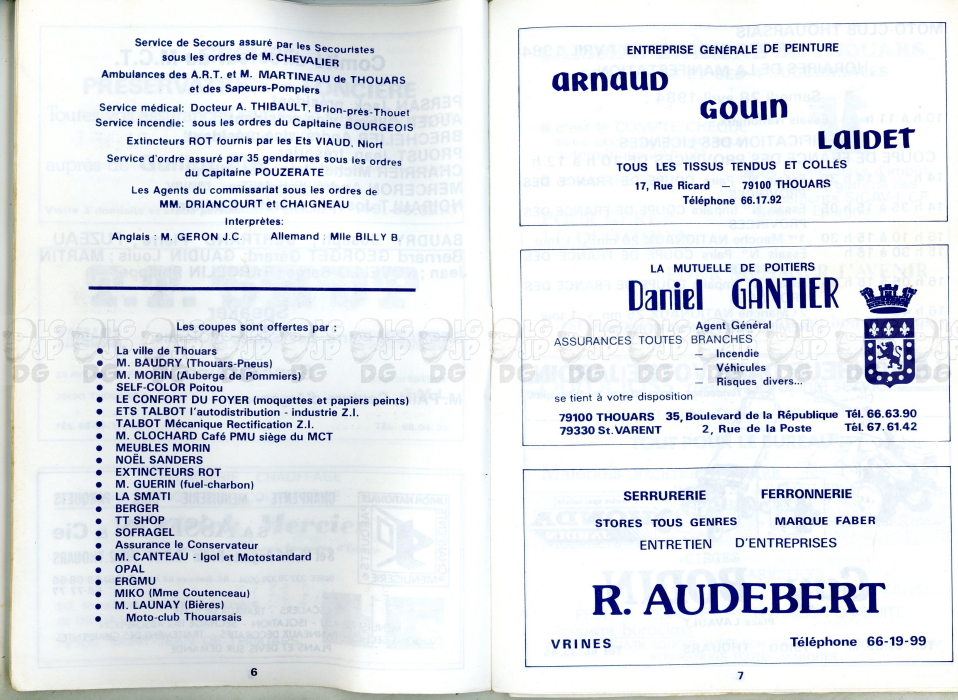 Service de Secours assuré par les Secouristes
sous les ordres de M.CHEVALIER
Ambulances des A.R.T. et M. MARTINEAU de THOUARS
et des Sapeurs-Pompiers
Service médical: Docteur A. THIBAULT, Brion-près-Thouet
Service incendie: sous les ordres du Capitaine BOURGEOIS
Extincteurs ROT fournis par les Ets VIAUD, Niort
Service d'ordre assuré par 35 gendarmes sous les ordres
du Capitaine POUZERATE
Les Agents du commissariat sous les ordres de
MM. DRIANCOURT et CHAIGNEAU
Interprètes:
Anglais : M. GERON J.C. Allemand : Mlle BILLY B.
Les coupes sont offertes par :
● La ville de Thouars
● M. BAUDRY (Thouars-Pneus)
● M. MORIN (Auberge de Pommiers)
● SELF-COLOR Poitou
● LE CONFORT DU FOYER (moquettes et papiers peints)
● ETS TALBOT l'autodistribution - industrie Z.I.
● TALBOT Mécanique Rectification Z.I.
● M. CLOCHARD Café PMU siège du MCT
● MEUBLES MORIN
● NOËL SANDERS
● EXTINCTEURS ROT
● M. GUERIN (fuel-charbon)
● LA SMATI
● BERGER
● TT SHOP
● SOFRAGEL
● Assurance le Conservateur
● M. CANTEAU - Igol et Motostandard
● OPAL
● ERGMU
● MIKO (Mme Coutenceau)
● M. LAUNAY (Bières)
● Moto-club Thouarsais
6
ENTREPRISE GÉNÉRALE DE PEINTURE
ARNAUD
GOUIN
LAIDET
TOUS LES TISSUS TENDUS ET COLLÉS
17, Rue Ricard — 79100 THOUARS
Téléphone 66.17.92
LA MUTUELLE DE POITIERS
Daniel GANTIER
Agent Général
ASSURANCES TOUTES BRANCHES
— Incendie
— Véhicules
— Risques divers...
se tient à votre disposition
79100 THOUARS 35, Boulevard de la République Tél. 66.63.90
79330 St. VARENT 2, Rue de la Poste Tél. 67.61.42
SERRURERIE FERRONNERIE
STORES TOUS GENRES MARQUE FABER
ENTRETIEN D'ENTREPRISES
R. AUDEBERT
VRINES Téléphone 66-19-99
7